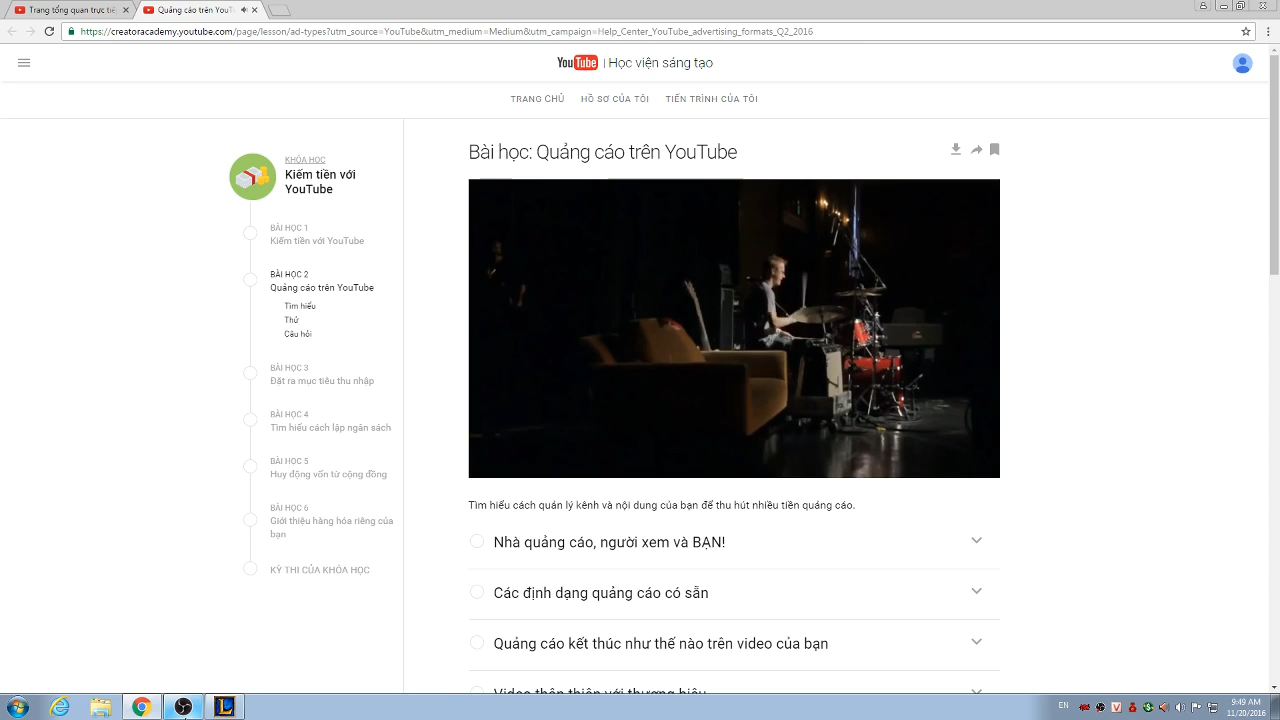 Trang tổng quan trực tiế
Quảng cáo trên YouTu
https://creatoracademy.youtube.com/page/lesson/ad-types?utm_source=YouTube&utm_medium=Medium&utm_campaign=Help_Center_YouTube_advertising_formats_Q2_2016
YouTube | Học viện sáng tạo
TRANG CHỦ HỒ SƠ CỦA TÔI TIẾN TRÌNH CỦA TÔI
KHÓA HỌC
Kiếm tiền với
YouTube
BÀI HỌC 1
Kiếm tiền với YouTube
BÀI HỌC 2
Quảng cáo trên YouTube
Tìm hiểu
Thử
Câu hỏi
BÀI HỌC 3
Đặt ra mục tiêu thu nhập
BÀI HỌC 4
Tìm hiểu cách lập ngân sách
BÀI HỌC 5
Huy động vốn từ cộng đồng
BÀI HỌC 6
Giới thiệu hàng hóa riêng của
bạn
KỲ THI CỦA KHÓA HỌC
Bài học: Quảng cáo trên YouTube
Tìm hiểu cách quản lý kênh và nội dung của bạn để thu hút nhiều tiền quảng cáo.
Nhà quảng cáo, người xem và BẠN!
Các định dạng quảng cáo có sẵn
Quảng cáo kết thúc như thế nào trên video của bạn
Video thân thiện với thương hiệu
EN
9:49 AM
11/20/2016